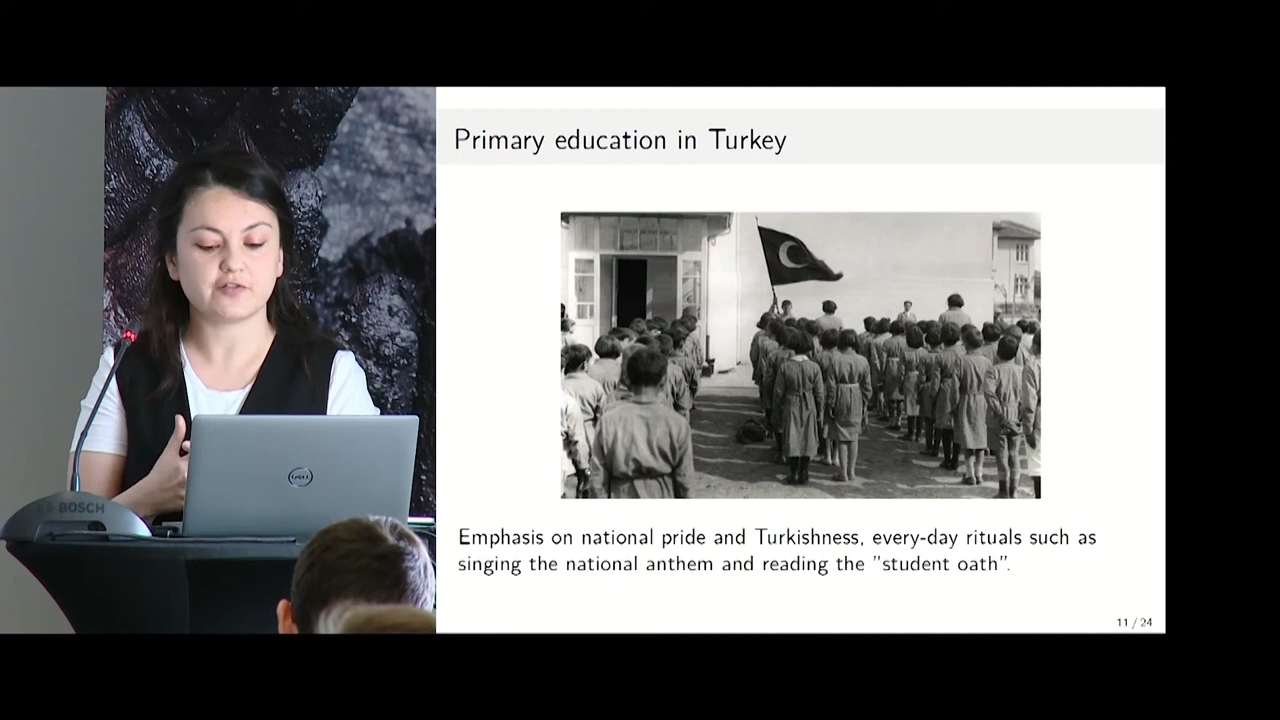 Primary education in Turkey
Emphasis on national pride and Turkishness, every-day rituals such as
singing the national anthem and reading the "student oath".
11 / 24
BOSCH
DELL